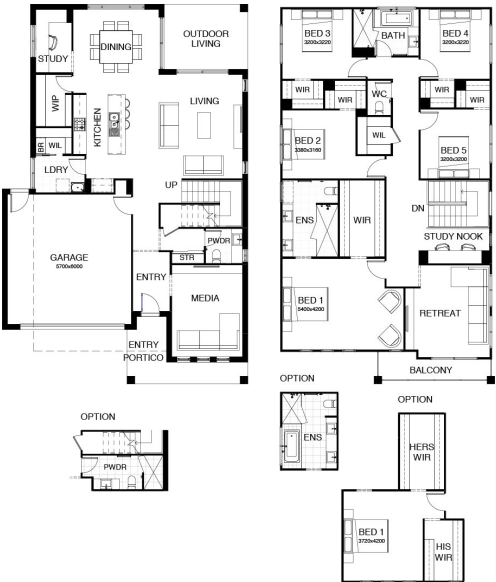 OUTDOOR
LIVING
DINING
STUDY
WIP
KITCHEN
LIVING
BR
WIL
LDRY
UP
GARAGE
5700x6000
PWDR
STR
ENTRY
MEDIA
ENTRY
PORTICO
BED 3
3200x3220
BATH
BED 4
3200x3220
WIR
WIR
WC
WIR
WIR
WIL
BED 2
3380x3160
BED 5
3200x3200
ENS
WIR
DN
STUDY NOOK
BED 1
5400x4200
RETREAT
BALCONY
OPTION
PWDR
OPTION
ENS
OPTION
HERS
WIR
BED 1
3720x4200
HIS
WIR